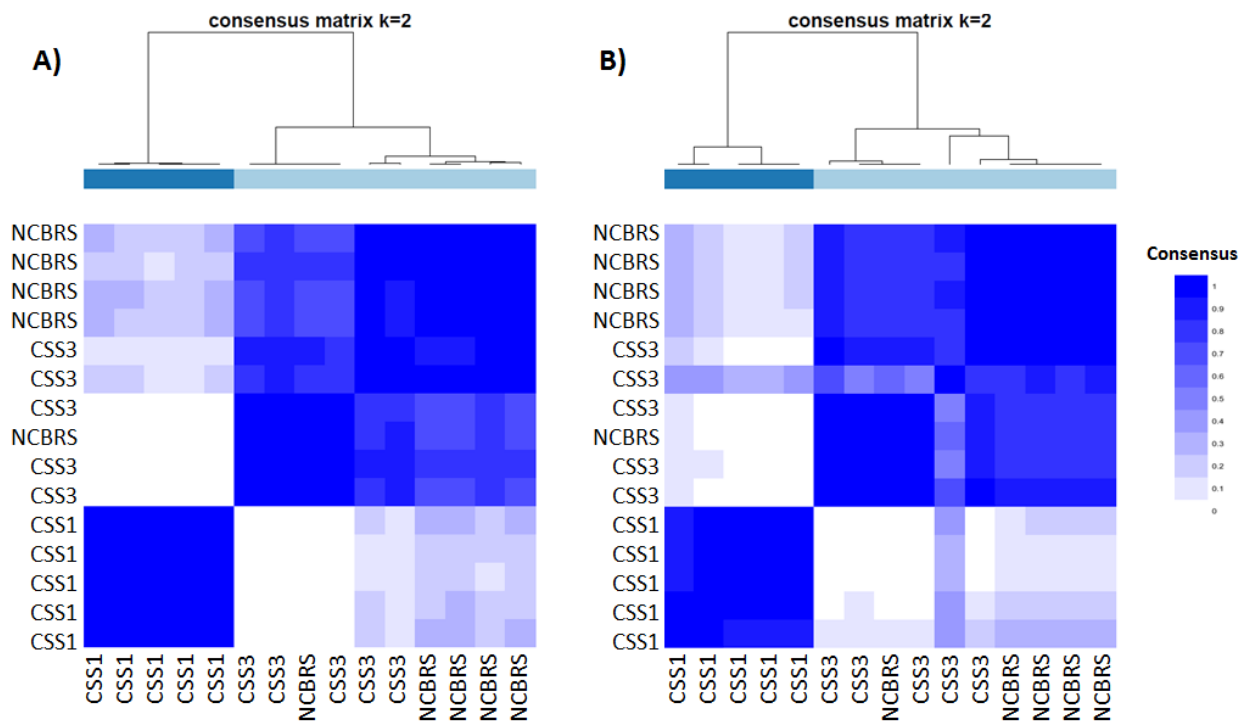 consensus matrix k=2
A)
NCBRS
NCBRS
NCBRS
NCBRS
CSS3
CSS3
CSS3
NCBRS
CSS3
CSS3
CSS1
CSS1
CSS1
CSS1
CSS1
CSS1 CSS1 CSS1 CSS1 CSS1 CSS3 CSS3 NCBRS CSS3 CSS3 CSS3 NCBRS NCBRS NCBRS NCBRS
consensus matrix k=2
B)
NCBRS
NCBRS
NCBRS
NCBRS
CSS3
CSS3
CSS3
NCBRS
CSS3
CSS3
CSS1
CSS1
CSS1
CSS1
CSS1
CSS1 CSS1 CSS1 CSS1 CSS1 CSS3 CSS3 NCBRS CSS3 CSS3 CSS3 NCBRS NCBRS NCBRS NCBRS
Consensus
1
0.9
0.8
0.7
0.6
0.5
0.4
0.3
0.2
0.1
0